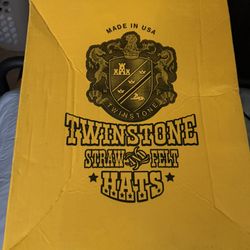 MADE IN USA
TWINSTONE
TWINSTONE
STRAW AND FELT
HATS